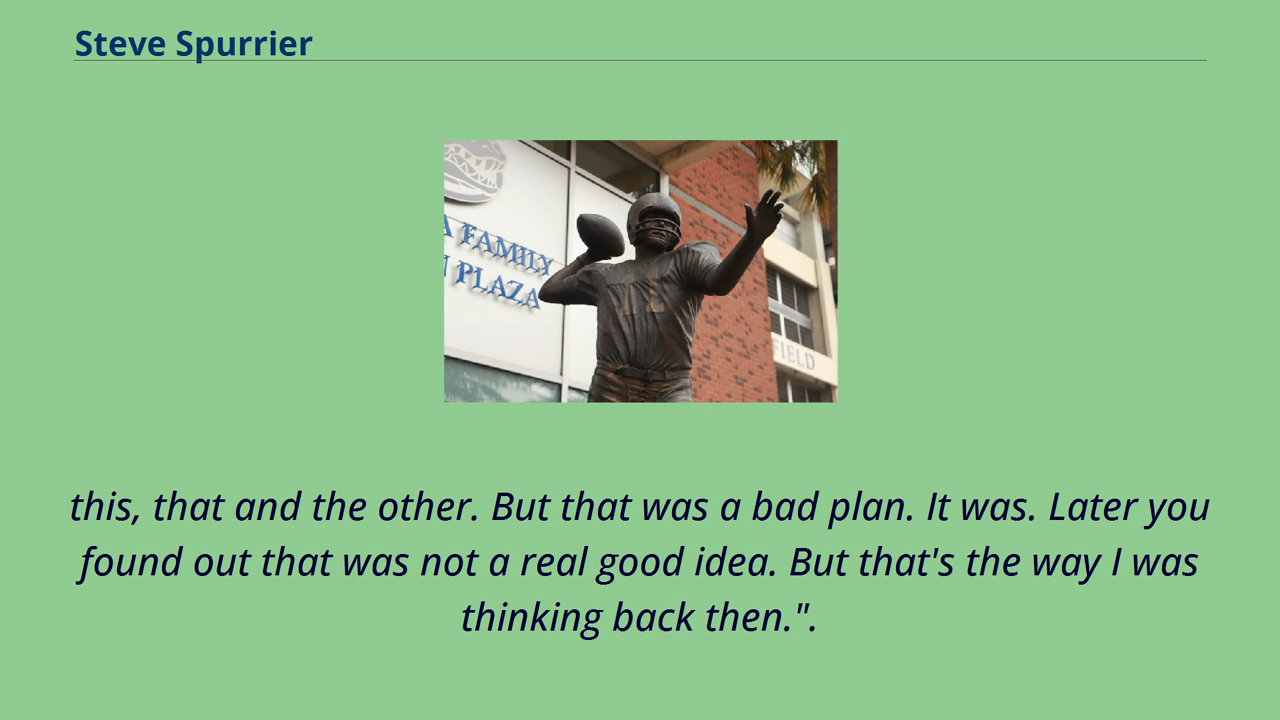 Steve Spurrier
A FAMILY
PLAZA
FIELD
this, that and the other. But that was a bad plan. It was. Later you
found out that was not a real good idea. But that's the way I was
thinking back then.".